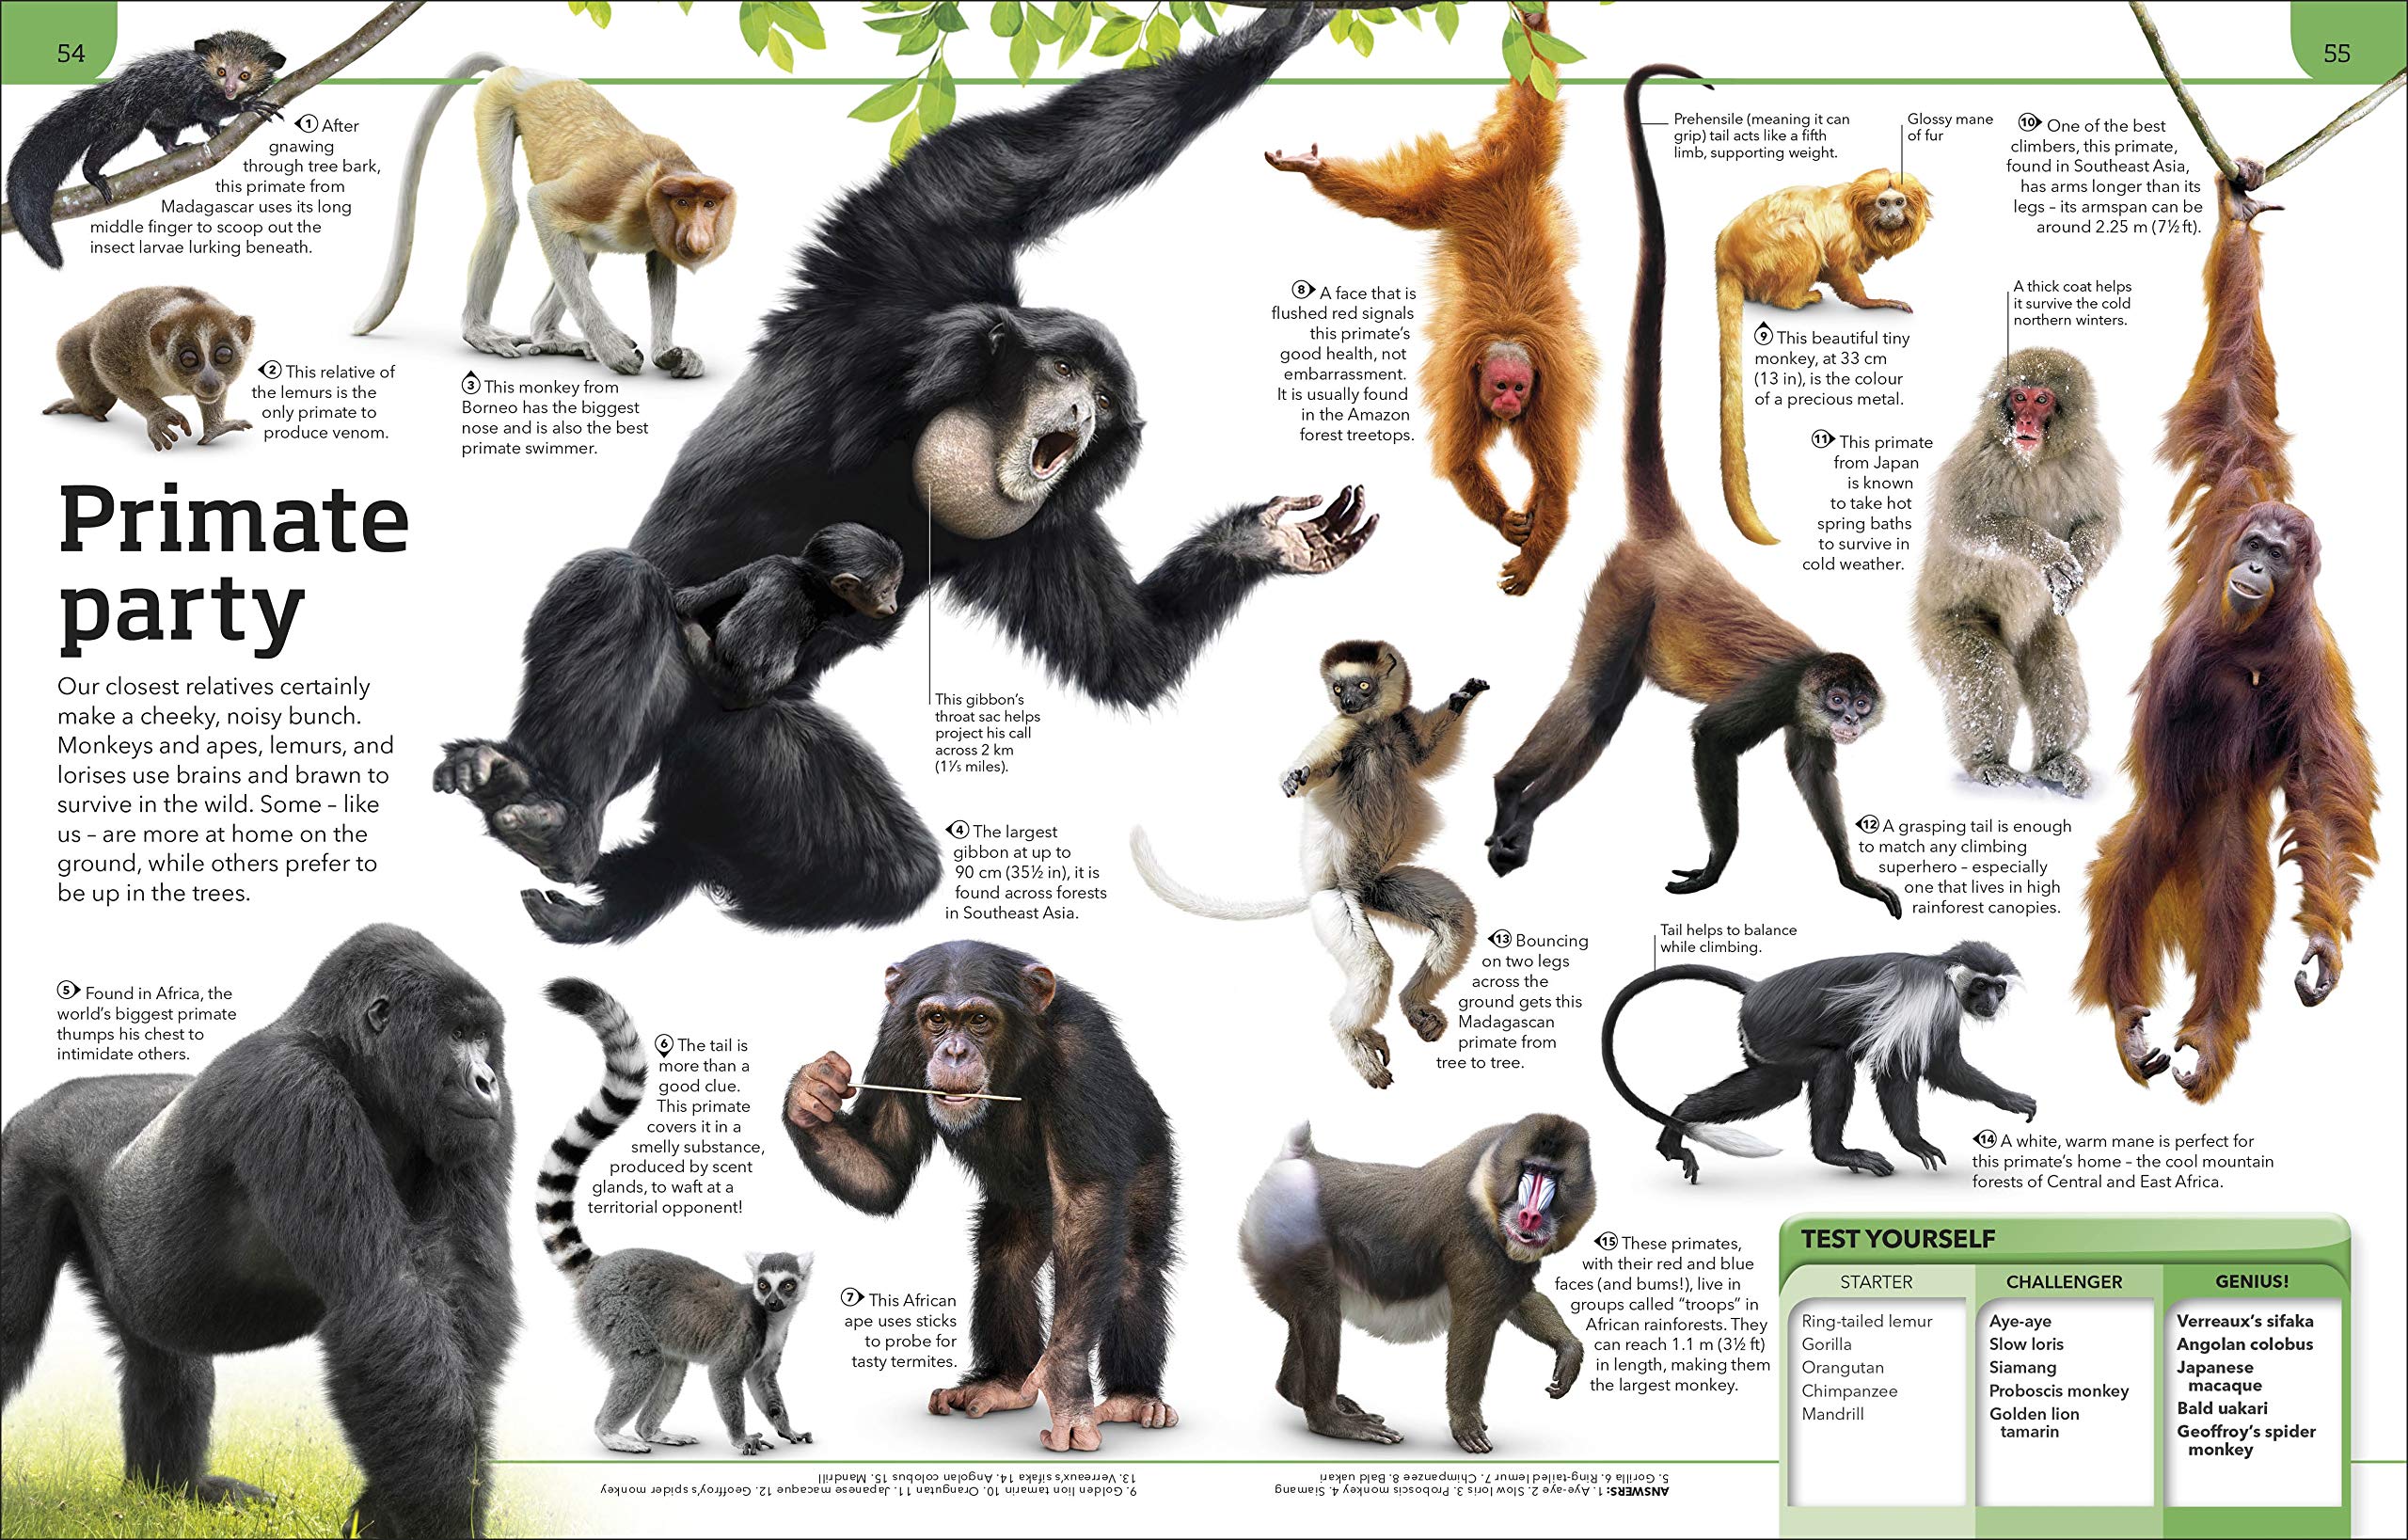 54
1 After
gnawing
through tree bark,
this primate from
Madagascar uses its long
middle finger to scoop out the
insect larvae lurking beneath.
2 This relative of
the lemurs is the
only primate to
produce venom.
3 This monkey from
Borneo has the biggest
nose and is also the best
primate swimmer.
Primate
party
Our closest relatives certainly
make a cheeky, noisy bunch.
Monkeys and apes, lemurs, and
lorises use brains and brawn to
survive in the wild. Some – like
us – are more at home on the
ground, while others prefer to
be up in the trees.
This gibbon's
throat sac helps
project his call
across 2 km
(1⅕ miles).
4 The largest
gibbon at up to
90 cm (35½ in), it is
found across forests
in Southeast Asia.
5 Found in Africa, the
world's biggest primate
thumps his chest to
intimidate others.
6 The tail is
more than a
good clue.
This primate
covers it in a
smelly substance,
produced by scent
glands, to waft at a
territorial opponent!
7 This African
ape uses sticks
to probe for
tasty termites.
55
8 A face that is
flushed red signals
this primate's
good health, not
embarrassment.
It is usually found
in the Amazon
forest treetops.
Prehensile (meaning it can
grip) tail acts like a fifth
limb, supporting weight.
Glossy mane
of fur
9 This beautiful tiny
monkey, at 33 cm
(13 in), is the colour
of a precious metal.
10 One of the best
climbers, this primate,
found in Southeast Asia,
has arms longer than its
legs – its armspan can be
around 2.25 m (7½ ft).
A thick coat helps
it survive the cold
northern winters.
11 This primate
from Japan
is known
to take hot
spring baths
to survive in
cold weather.
12 A grasping tail is enough
to match any climbing
superhero – especially
one that lives in high
rainforest canopies.
13 Bouncing
on two legs
across the
ground gets this
Madagascan
primate from
tree to tree.
Tail helps to balance
while climbing.
14 A white, warm mane is perfect for
this primate's home – the cool mountain
forests of Central and East Africa.
15 These primates,
with their red and blue
faces (and bums!), live in
groups called "troops" in
African rainforests. They
can reach 1.1 m (3½ ft)
in length, making them
the largest monkey.
TEST YOURSELF
STARTER
Ring-tailed lemur
Gorilla
Orangutan
Chimpanzee
Mandrill
CHALLENGER
Aye-aye
Slow loris
Siamang
Proboscis monkey
Golden lion
tamarin
GENIUS!
Verreaux's sifaka
Angolan colobus
Japanese
macaque
Bald uakari
Geoffroy's spider
monkey
ANSWERS: 1. Aye-aye 2. Slow loris 3. Proboscis monkey 4. Siamang
5. Gorilla 6. Ring-tailed lemur 7. Chimpanzee 8. Bald uakari
9. Golden lion tamarin 10. Orangutan 11. Japanese macaque 12. Geoffroy's spider monkey
13. Verreaux's sifaka 14. Angolan colobus 15. Mandrill